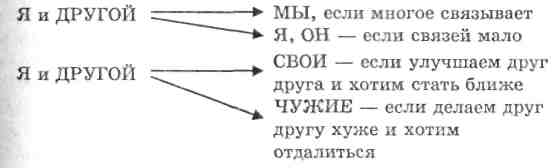 Я и ДРУГОЙ
МЫ, если многое связывает
Я, ОН — если связей мало
Я и ДРУГОЙ
СВОИ — если улучшаем друг
друга и хотим стать ближе
ЧУЖИЕ — если делаем друг
другу хуже и хотим
отдалиться